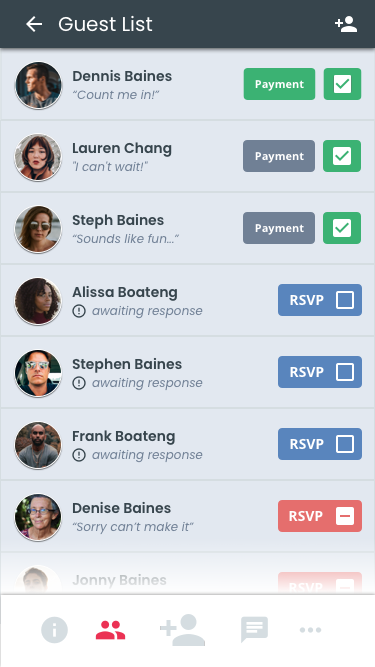 Guest List
Dennis Baines
“Count me in!”
Payment
Lauren Chang
"I can't wait!"
Payment
Steph Baines
“Sounds like fun...”
Payment
Alissa Boateng
awaiting response
RSVP
Stephen Baines
awaiting response
RSVP
Frank Boateng
awaiting response
RSVP
Denise Baines
“Sorry can’t make it”
RSVP
Jonny Baines
RSVP